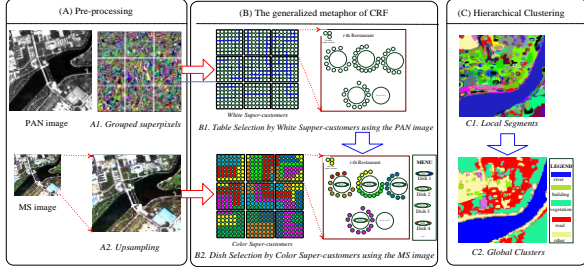 (A) Pre-processing
PAN image
A1. Grouped superpixels
MS image
A2. Upsampling
(B) The generalized metaphor of CRF
White Super-customers
i-th Restaurant
B1. Table Selection by White Supper-customers using the PAN image
Color Super-customers
i-th Restaurant
MENU
Dish 1
Dish 2
Dish 3
Dish 4
B2. Dish Selection by Color Super-customers using the MS image
(C) Hierarchical Clustering
C1. Local Segments
LEGEND
river
building
vegetation
road
other
C2. Global Clusters